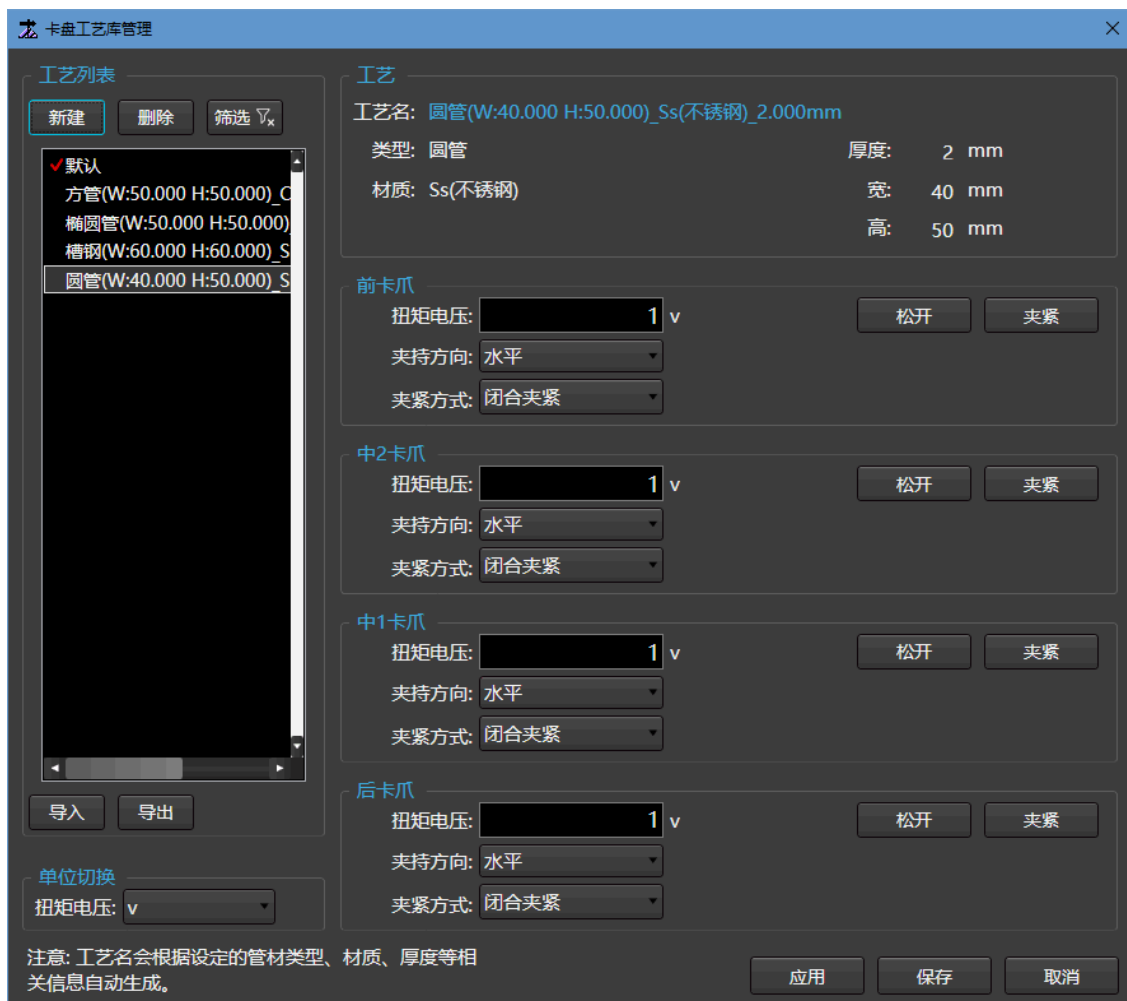 卡盘工艺库管理
工艺列表
新建 删除 筛选
默认
方管(W:50.000 H:50.000)_C
椭圆管(W:50.000 H:50.000)
槽钢(W:60.000 H:60.000)_S
圆管(W:40.000 H:50.000)_S
导入 导出
单位切换
扭矩电压: v
工艺
工艺名: 圆管(W:40.000 H:50.000)_Ss(不锈钢)_2.000mm
类型: 圆管 厚度: 2 mm
材质: Ss(不锈钢) 宽: 40 mm
高: 50 mm
前卡爪
扭矩电压: 1 v 松开 夹紧
夹持方向: 水平
夹紧方式: 闭合夹紧
中2卡爪
扭矩电压: 1 v 松开 夹紧
夹持方向: 水平
夹紧方式: 闭合夹紧
中1卡爪
扭矩电压: 1 v 松开 夹紧
夹持方向: 水平
夹紧方式: 闭合夹紧
后卡爪
扭矩电压: 1 v 松开 夹紧
夹持方向: 水平
夹紧方式: 闭合夹紧
注意: 工艺名会根据设定的管材类型、材质、厚度等相
关信息自动生成。
应用 保存 取消